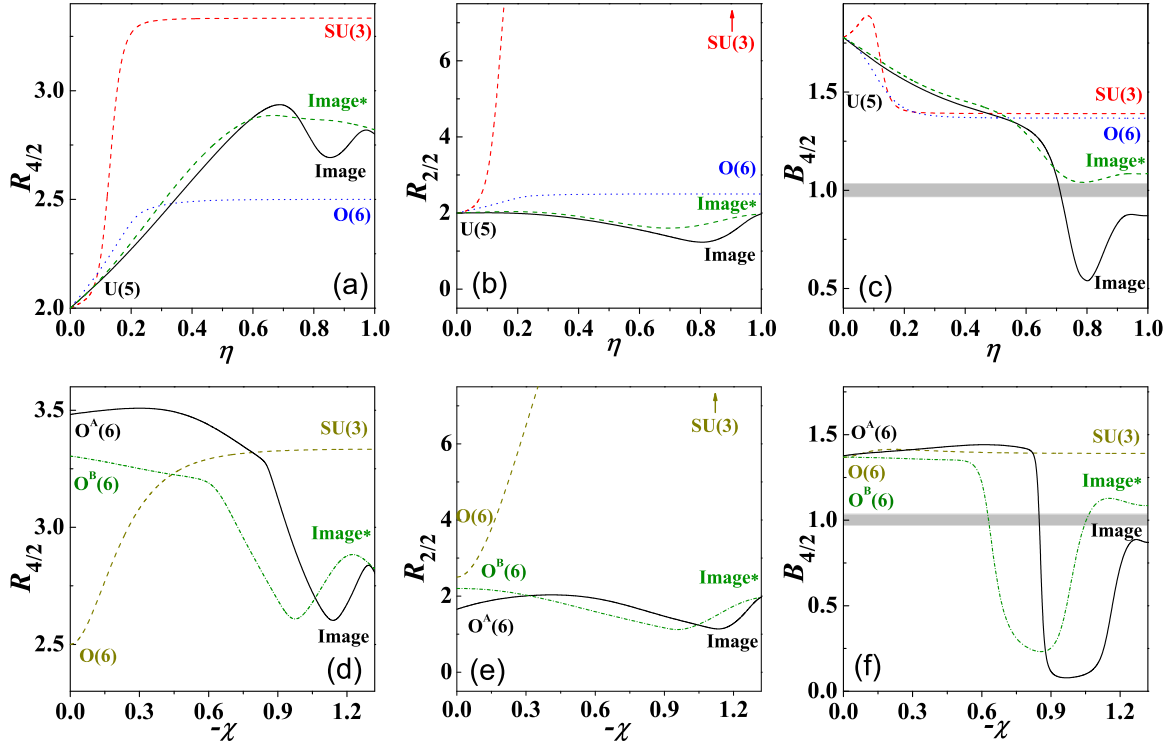 R4/2
3.0
2.5
2.0
0.0 0.2 0.4 0.6 0.8 1.0
η
SU(3)
Image*
Image
O(6)
U(5)
(a)
R2/2
6
4
2
0
0.0 0.2 0.4 0.6 0.8 1.0
η
SU(3)
O(6)
Image*
U(5)
Image
(b)
B4/2
1.5
1.0
0.5
0.0 0.2 0.4 0.6 0.8 1.0
η
U(5)
SU(3)
O(6)
Image*
Image
(c)
R4/2
3.5
3.0
2.5
0.0 0.3 0.6 0.9 1.2
-χ
OA(6)
SU(3)
OB(6)
Image*
Image
O(6)
(d)
R2/2
6
4
2
0
0.0 0.3 0.6 0.9 1.2
-χ
SU(3)
O(6)
OB(6)
Image*
OA(6)
Image
(e)
B4/2
1.5
1.0
0.5
0.0
0.0 0.3 0.6 0.9 1.2
-χ
OA(6)
SU(3)
O(6)
OB(6)
Image*
Image
(f)